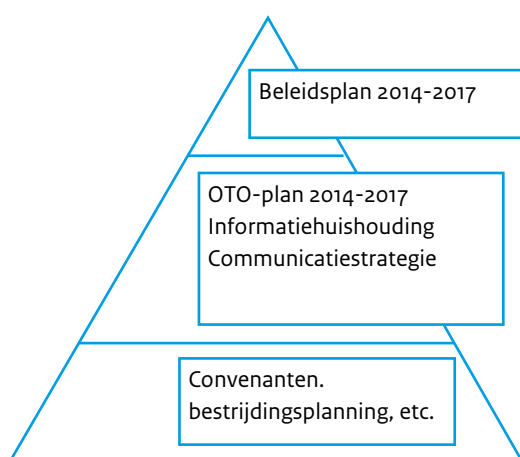 Beleidsplan 2014-2017
OTO-plan 2014-2017
Informatiehuishouding
Communicatiestrategie
Convenanten.
bestrijdingsplanning, etc.